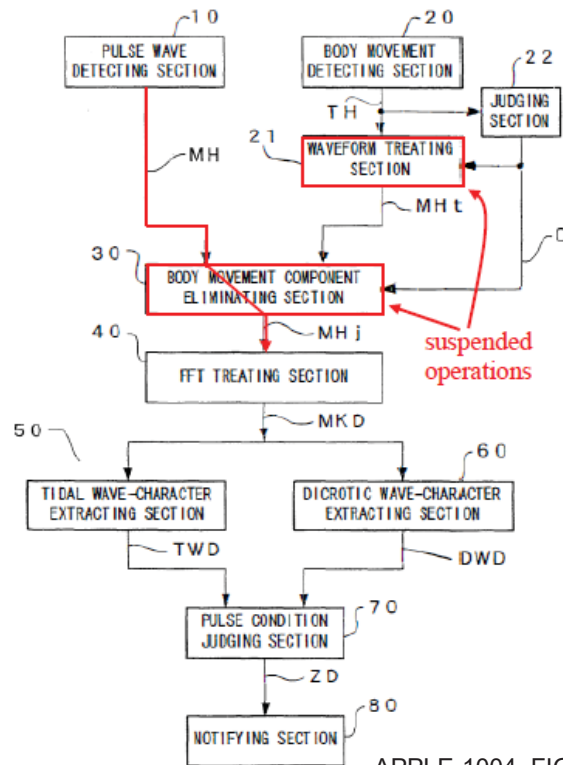 10
PULSE WAVE
DETECTING SECTION
20
BODY MOVEMENT
DETECTING SECTION
22
JUDGING
SECTION
TH
21
WAVEFORM TREATING
SECTION
MH
MHt
C
30
BODY MOVEMENT COMPONENT
ELIMINATING SECTION
MHj
suspended
operations
40
FFT TREATING SECTION
MKD
50
60
TIDAL WAVE-CHARACTER
EXTRACTING SECTION
DICROTIC WAVE-CHARACTER
EXTRACTING SECTION
TWD
DWD
70
PULSE CONDITION
JUDGING SECTION
ZD
80
NOTIFYING SECTION